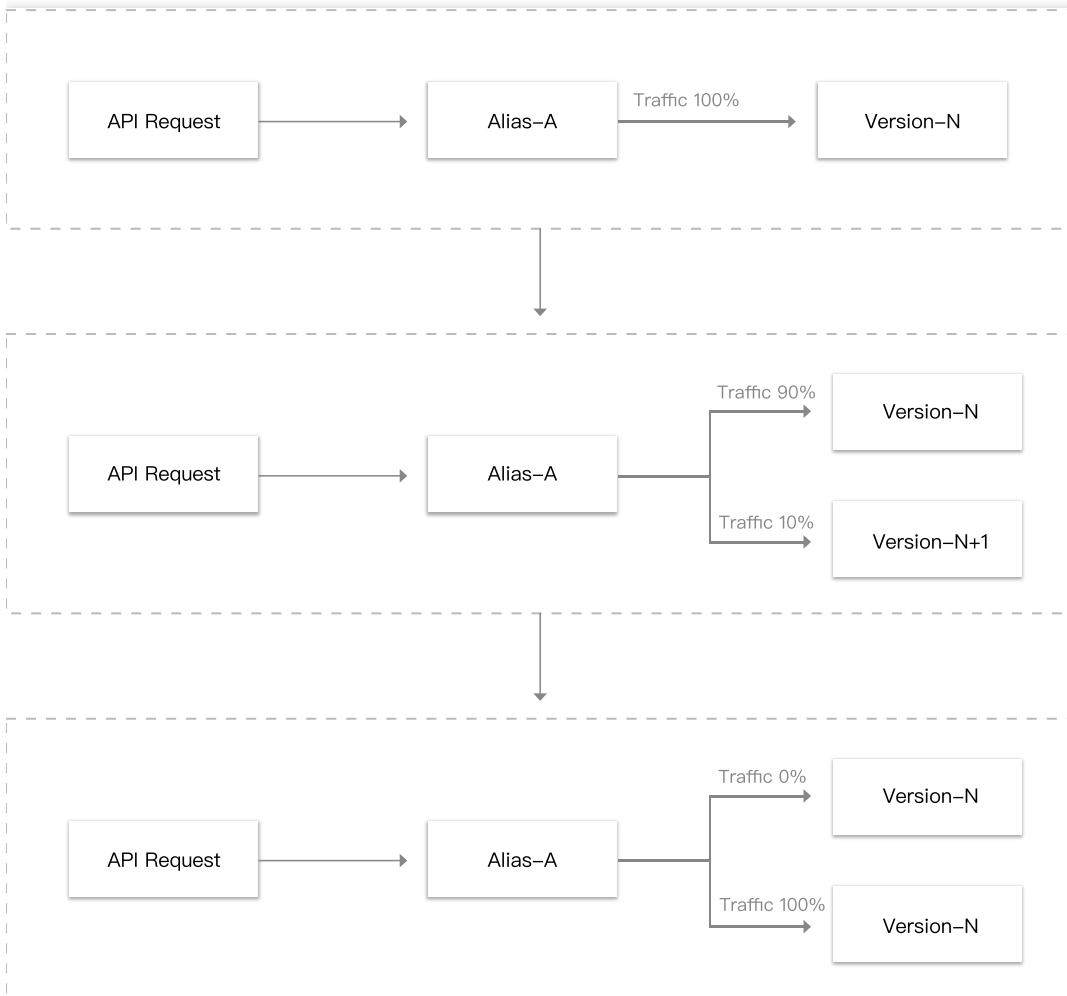 API Request
Alias-A
Traffic 100%
Version-N
API Request
Alias-A
Traffic 90%
Version-N
Traffic 10%
Version-N+1
API Request
Alias-A
Traffic 0%
Version-N
Traffic 100%
Version-N